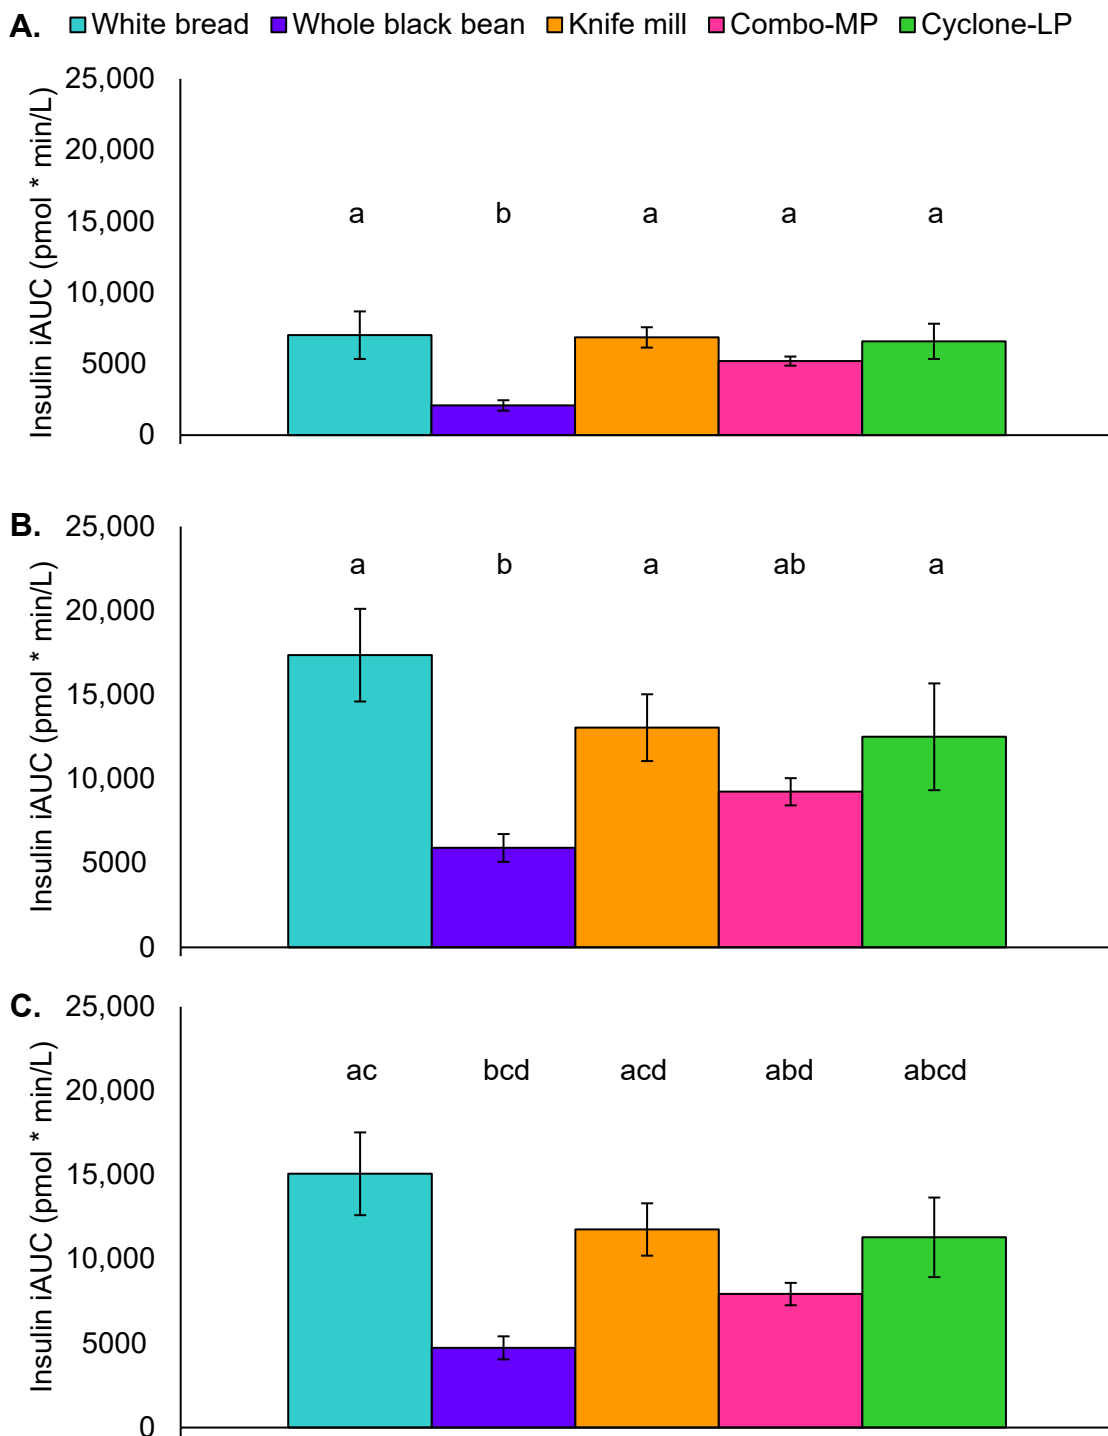 A. White bread Whole black bean Knife mill Combo-MP Cyclone-LP
Insulin iAUC (pmol * min/L)
25,000
20,000
15,000
10,000
5000
0
a b a a a
B.
Insulin iAUC (pmol * min/L)
25,000
20,000
15,000
10,000
5000
0
a b a ab a
C.
Insulin iAUC (pmol * min/L)
25,000
20,000
15,000
10,000
5000
0
ac bcd acd abd abcd